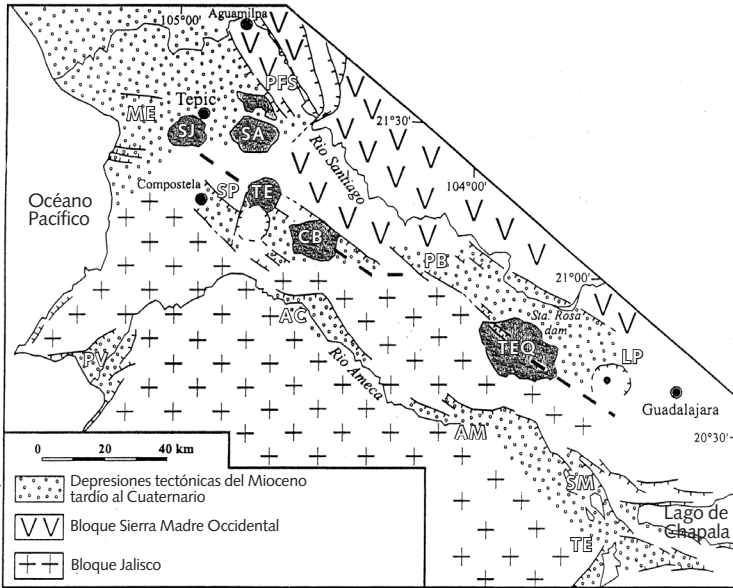 105°00'
Aguamilpa
PFS
ME
Tepic
SJ
SA
21°30'
Rio Santiago
104°00'
Océano
Pacífico
Compostela
SP
TE
CB
PB
21°00'
Sta. Rosa
dam
AC
PV
Rio Ameca
TEQ
LP
Guadalajara
AM
20°30'
SM
Lago de
Chapala
TE
0 20 40 km
Depresiones tectónicas del Mioceno
tardío al Cuaternario
Bloque Sierra Madre Occidental
Bloque Jalisco